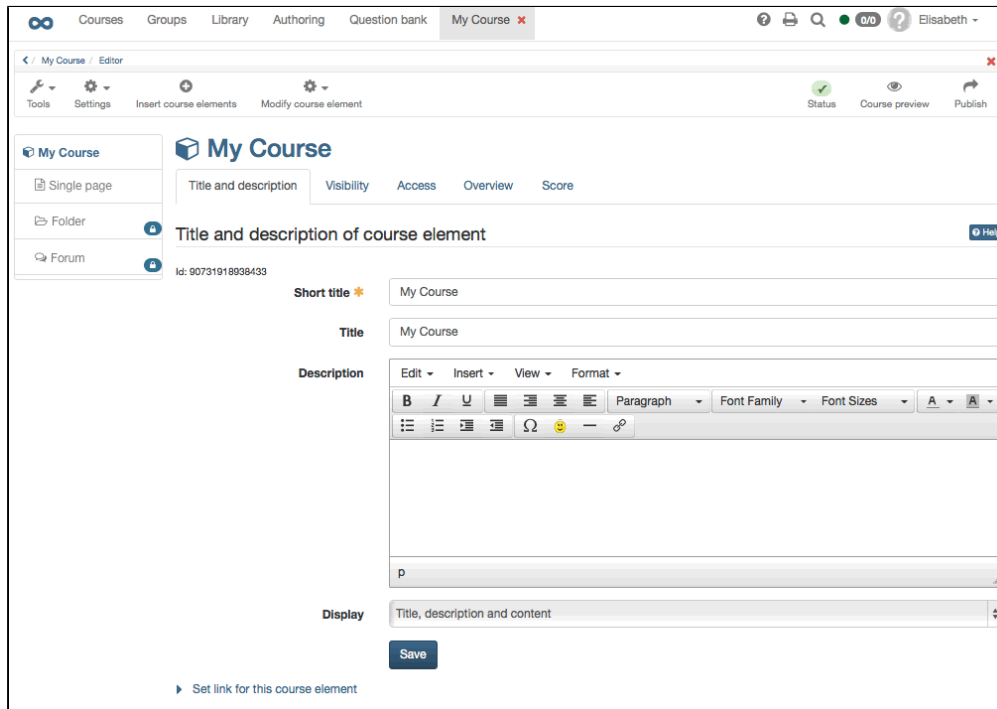 Courses Groups Library Authoring Question bank My Course 0/0 Elisabeth
/ My Course / Editor
Tools Settings Insert course elements Modify course element Status Course preview Publish
My Course
Single page
Folder
Forum
My Course
Title and description Visibility Access Overview Score
Title and description of course element
Id: 90731918938433
Short title
My Course
Title
My Course
Description
Edit Insert View Format
B I U Paragraph Font Family Font Sizes A A
Ω
p
Display
Title, description and content
Save
Set link for this course element